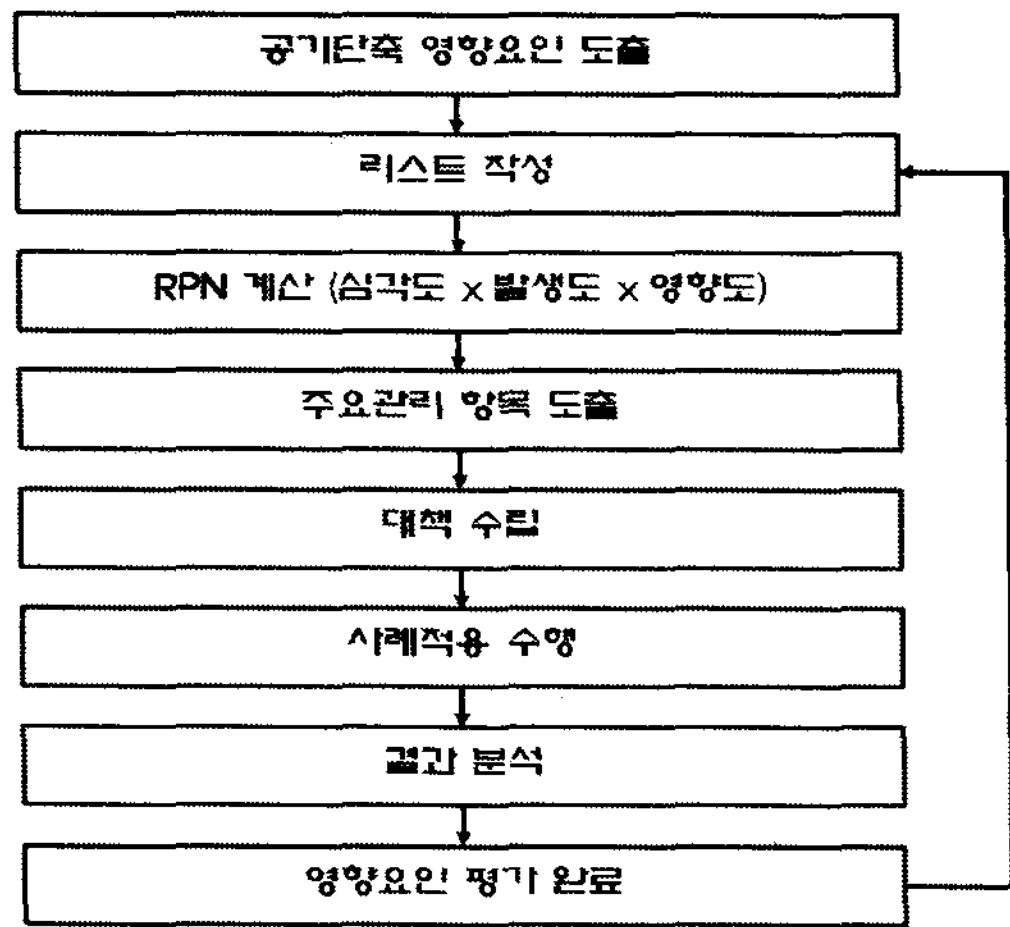 공기단축 영향요인 도출
리스트 작성
RPN 계산 (심각도 x 발생도 x 영향도)
주요관리 항목 도출
대책 수립
사례적용 수행
결과 분석
영향요인 평가 완료